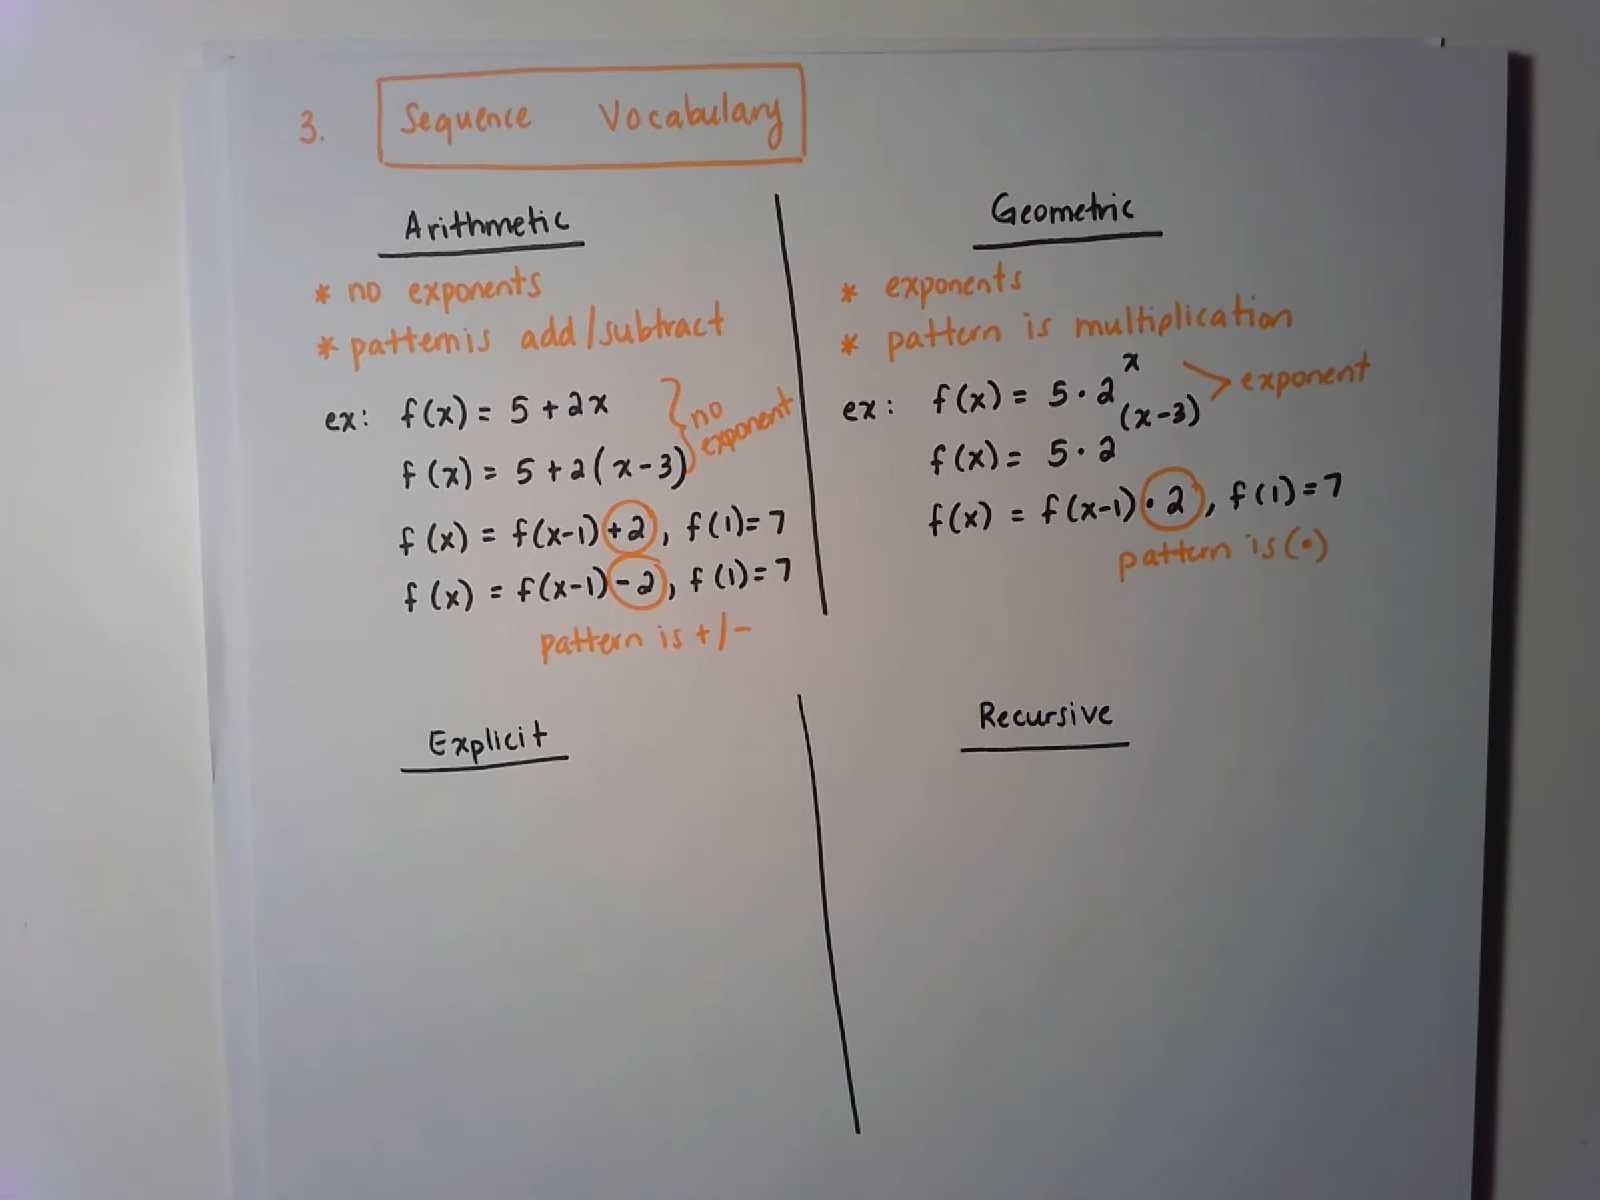 3. Sequence Vocabulary
Arithmetic
* no exponents
* pattern is add/subtract
ex: f(x) = 5 + 2x
f(x) = 5 + 2(x-3)
} no exponent
f(x) = f(x-1) +2, f(1)=7
f(x) = f(x-1) -2, f(1)=7
pattern is +/-
Geometric
* exponents
* pattern is multiplication
ex: f(x) = 5·2^x
f(x) = 5·2^(x-3)
> exponent
f(x) = f(x-1)·2, f(1)=7
pattern is (·)
Explicit
Recursive